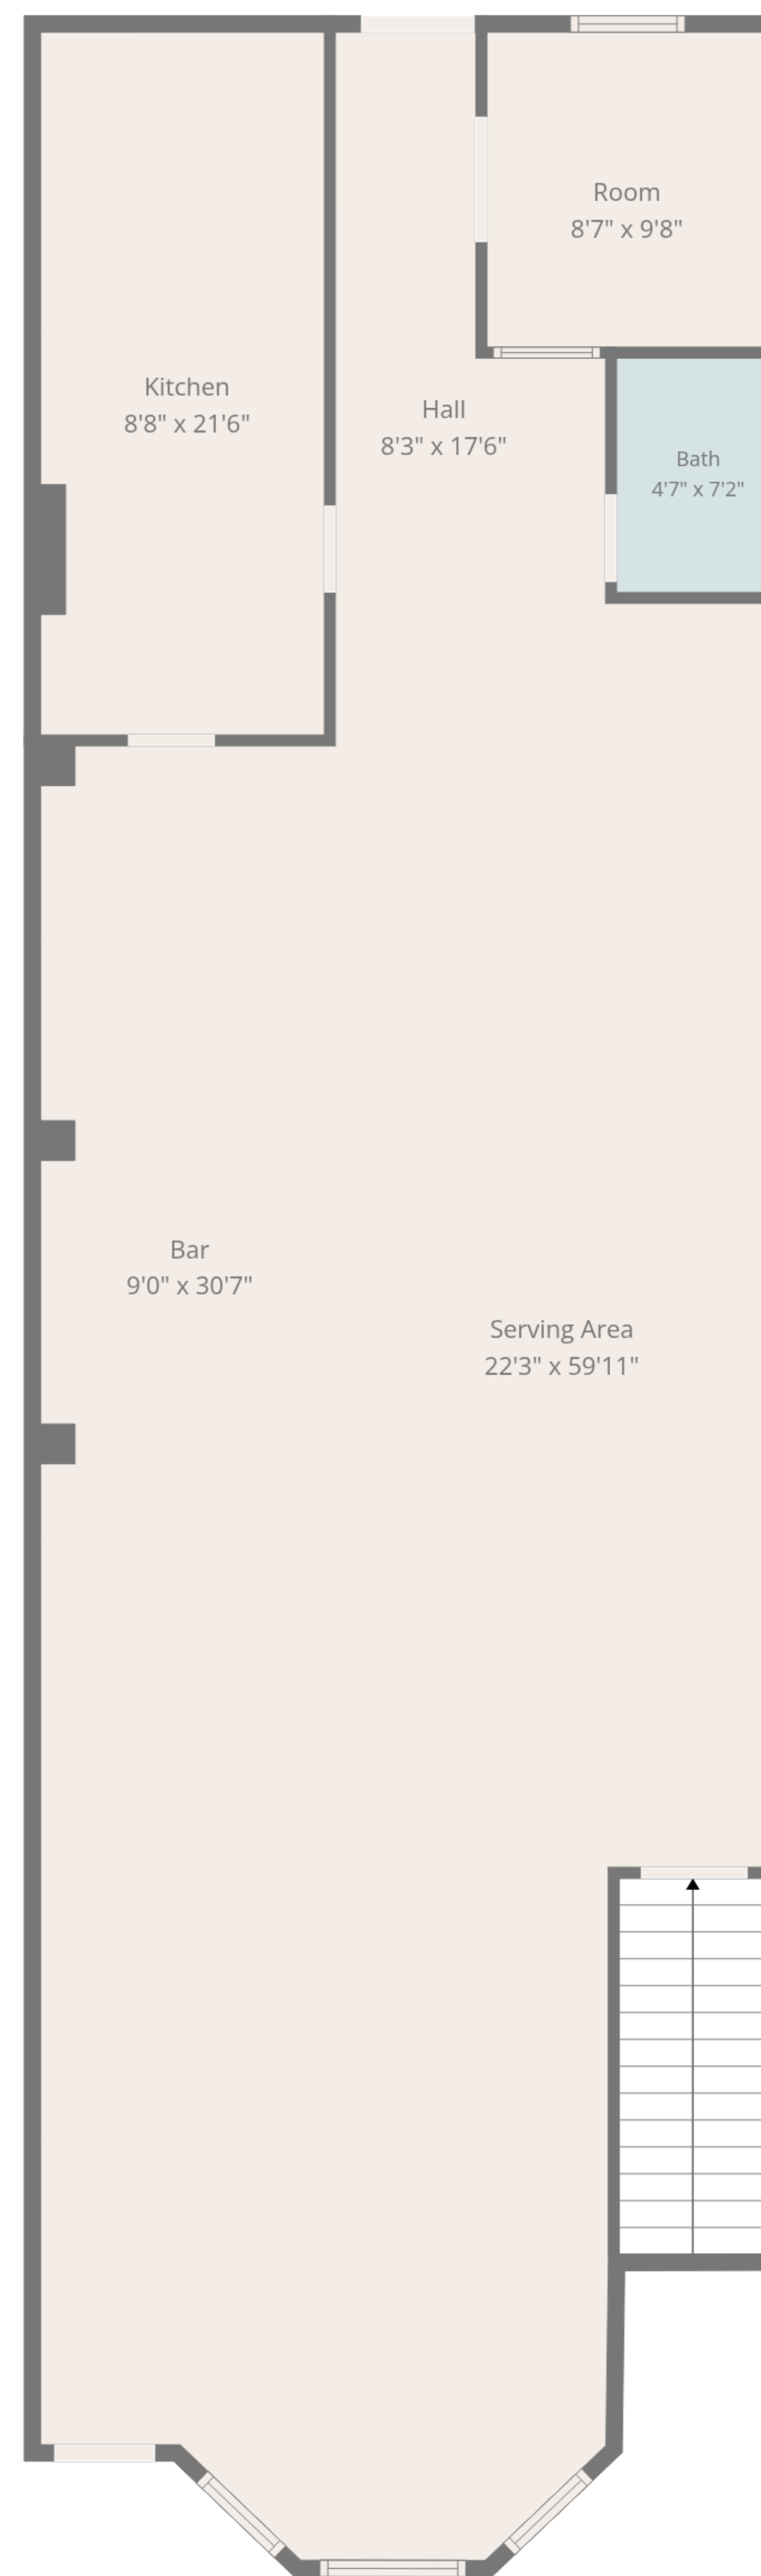 Room
8'7" x 9'8"
Kitchen
8'8" x 21'6"
Hall
8'3" x 17'6"
Bath
4'7" x 7'2"
Bar
9'0" x 30'7"
Serving Area
22'3" x 59'11"